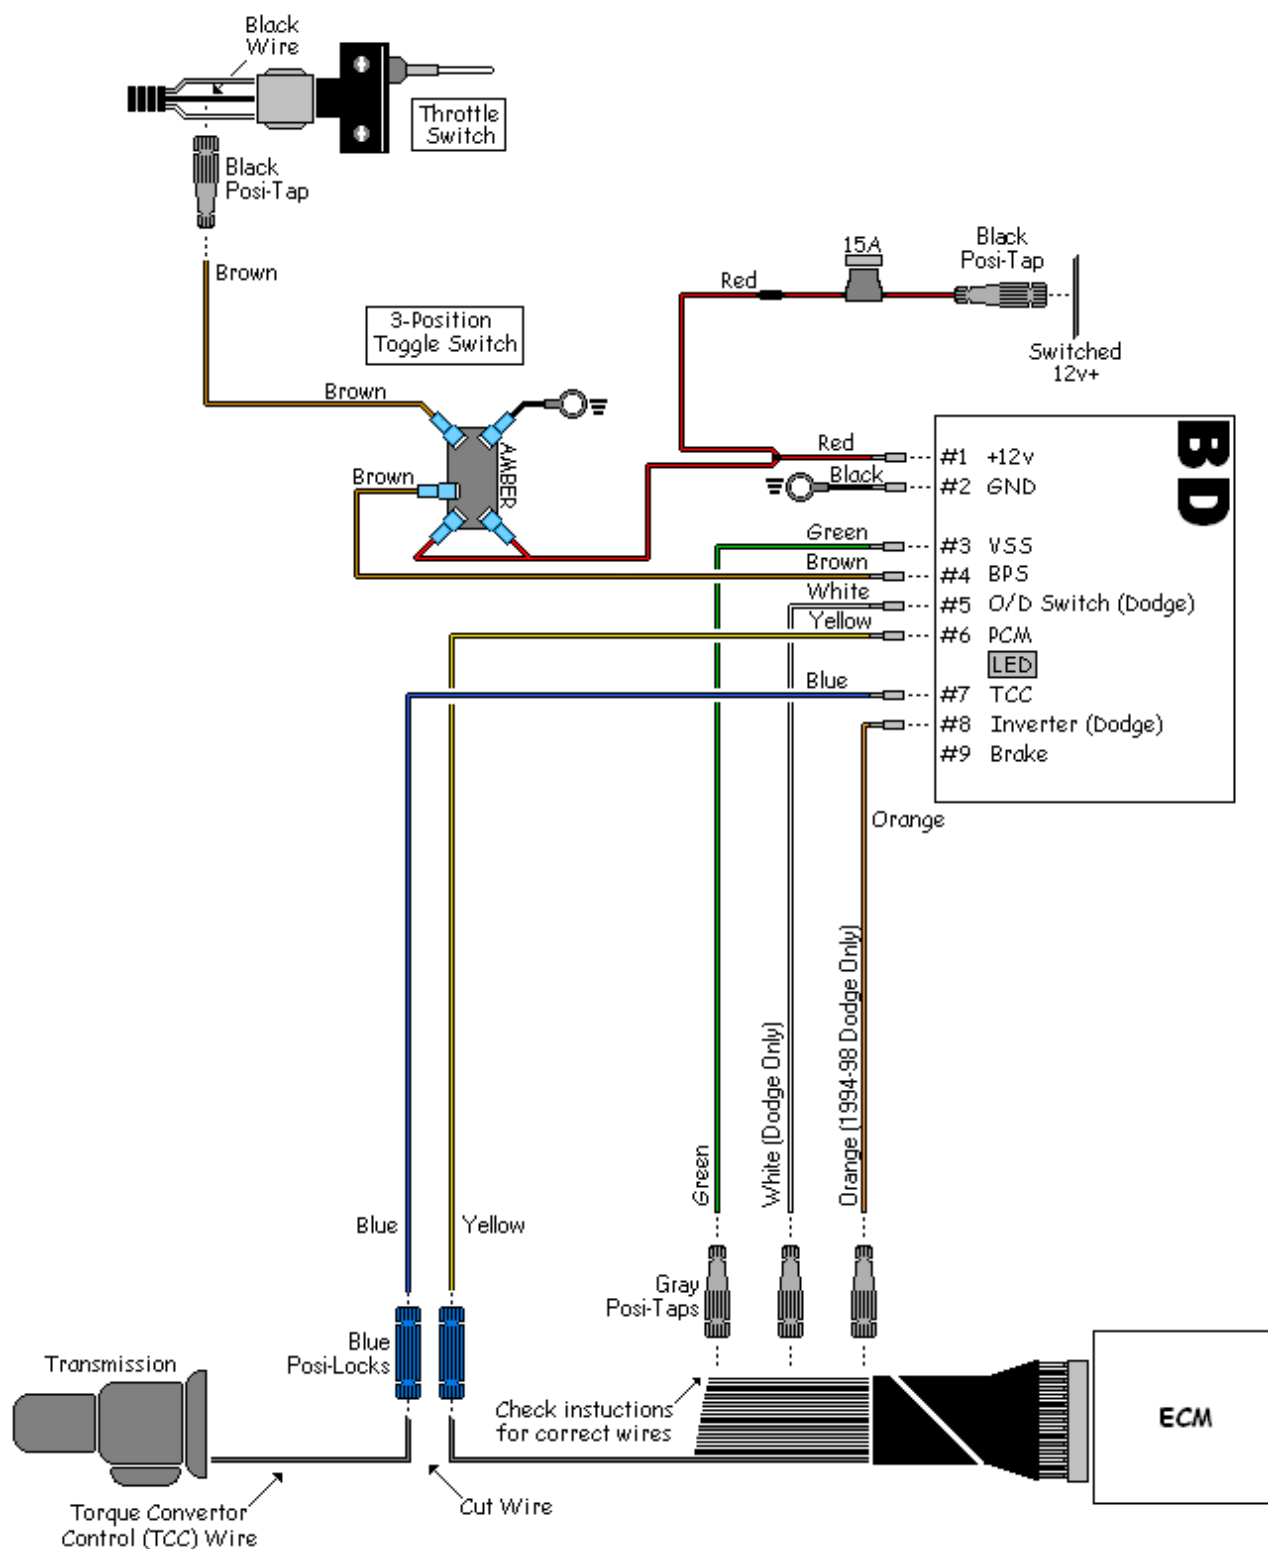 Black
Wire
Throttle
Switch
Black
Posi-Tap
Brown
15A
Black
Posi-Tap
Red
Switched
12v+
3-Position
Toggle Switch
Brown
AMBER
Brown
Red
Black
Green
Brown
White
Yellow
Blue
BD
#1 +12v
#2 GND
#3 VSS
#4 BPS
#5 O/D Switch (Dodge)
#6 PCM
LED
#7 TCC
#8 Inverter (Dodge)
#9 Brake
Orange
Green
White (Dodge Only)
Orange (1994-98 Dodge Only)
Blue
Yellow
Gray
Posi-Taps
Blue
Posi-Locks
Transmission
Check instuctions
for correct wires
ECM
Cut Wire
Torque Convertor
Control (TCC) Wire